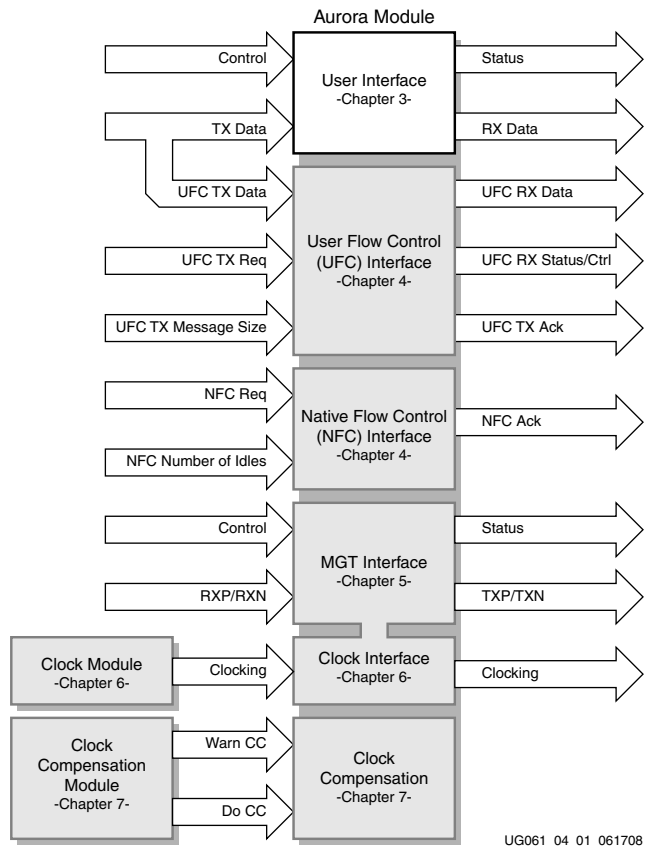 Aurora Module
Control
User Interface
-Chapter 3-
Status
TX Data
RX Data
UFC TX Data
UFC RX Data
User Flow Control
(UFC) Interface
-Chapter 4-
UFC TX Req
UFC RX Status/Ctrl
UFC TX Message Size
UFC TX Ack
NFC Req
Native Flow Control
(NFC) Interface
-Chapter 4-
NFC Ack
NFC Number of Idles
Control
Status
MGT Interface
-Chapter 5-
RXP/RXN
TXP/TXN
Clock Module
-Chapter 6-
Clocking
Clock Interface
-Chapter 6-
Clocking
Clock
Compensation
Module
-Chapter 7-
Warn CC
Do CC
Clock
Compensation
-Chapter 7-
UG061_04_01_061708